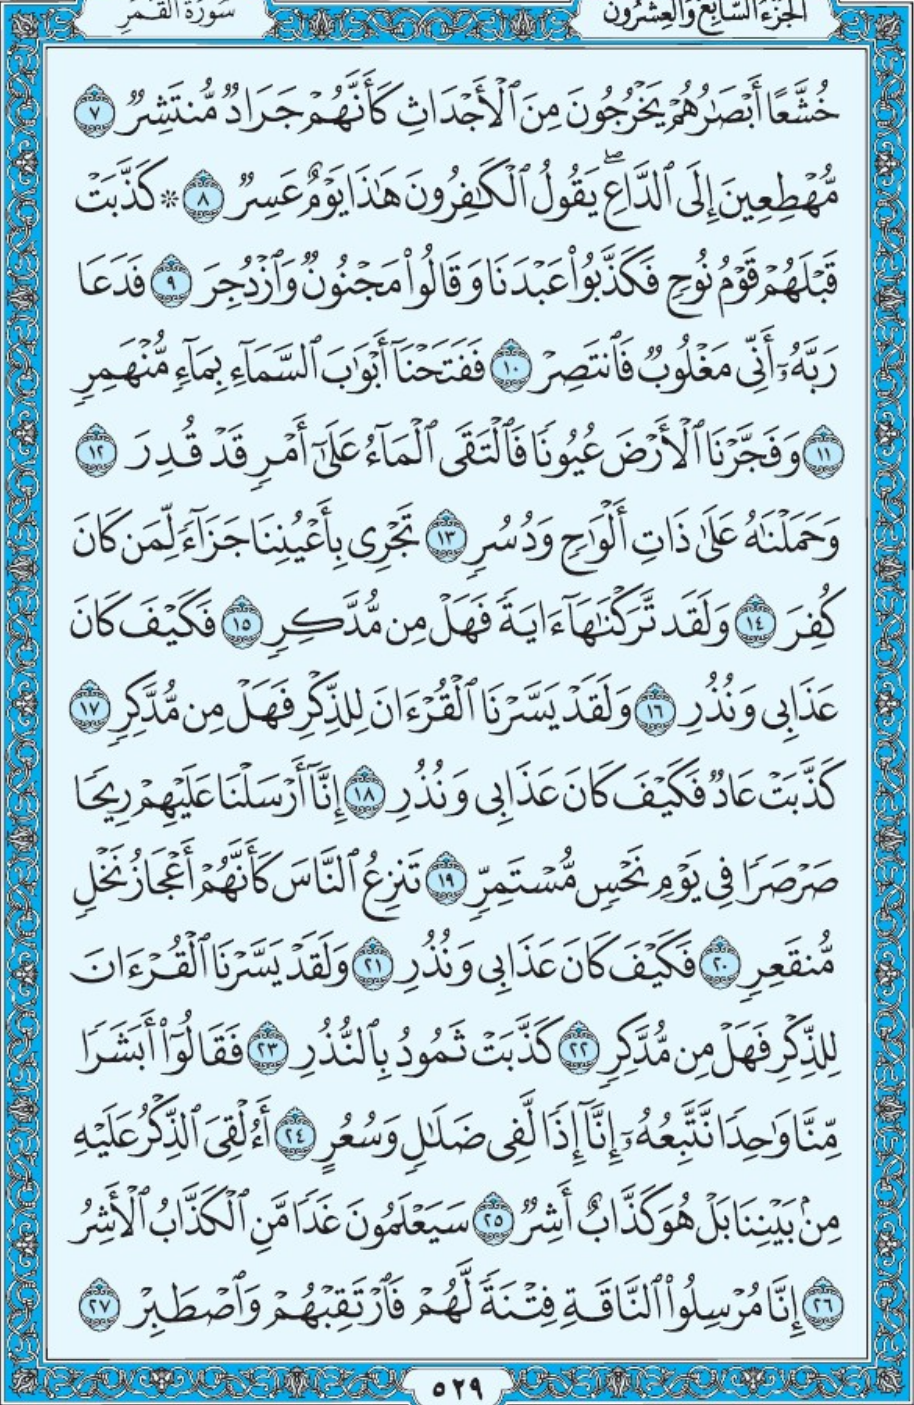 الجزء السابع والعشرون سورة القمر
خُشَّعًا أَبْصَٰرُهُمْ يَخْرُجُونَ مِنَ ٱلْأَجْدَاثِ كَأَنَّهُمْ جَرَادٌ مُّنتَشِرٌ ٧
مُّهْطِعِينَ إِلَى ٱلدَّاعِ ۖ يَقُولُ ٱلْكَٰفِرُونَ هَٰذَا يَوْمٌ عَسِرٌ ٨ * كَذَّبَتْ
قَبْلَهُمْ قَوْمُ نُوحٍ فَكَذَّبُوا۟ عَبْدَنَا وَقَالُوا۟ مَجْنُونٌ وَٱزْدُجِرَ ٩ فَدَعَا
رَبَّهُۥٓ أَنِّى مَغْلُوبٌ فَٱنتَصِرْ ١٠ فَفَتَحْنَآ أَبْوَٰبَ ٱلسَّمَآءِ بِمَآءٍ مُّنْهَمِرٍ
١١ وَفَجَّرْنَا ٱلْأَرْضَ عُيُونًا فَٱلْتَقَى ٱلْمَآءُ عَلَىٰٓ أَمْرٍ قَدْ قُدِرَ ١٢
وَحَمَلْنَٰهُ عَلَىٰ ذَاتِ أَلْوَٰحٍ وَدُسُرٍ ١٣ تَجْرِى بِأَعْيُنِنَا جَزَآءً لِّمَن كَانَ
كُفِرَ ١٤ وَلَقَد تَّرَكْنَٰهَآ ءَايَةً فَهَلْ مِن مُّدَّكِرٍ ١٥ فَكَيْفَ كَانَ
عَذَابِى وَنُذُرِ ١٦ وَلَقَدْ يَسَّرْنَا ٱلْقُرْءَانَ لِلذِّكْرِ فَهَلْ مِن مُّدَّكِرٍ ١٧
كَذَّبَتْ عَادٌ فَكَيْفَ كَانَ عَذَابِى وَنُذُرِ ١٨ إِنَّآ أَرْسَلْنَا عَلَيْهِمْ رِيحًا
صَرْصَرًا فِى يَوْمِ نَحْسٍ مُّسْتَمِرٍّ ١٩ تَنزِعُ ٱلنَّاسَ كَأَنَّهُمْ أَعْجَازُ نَخْلٍ
مُّنقَعِرٍ ٢٠ فَكَيْفَ كَانَ عَذَابِى وَنُذُرِ ٢١ وَلَقَدْ يَسَّرْنَا ٱلْقُرْءَانَ
لِلذِّكْرِ فَهَلْ مِن مُّدَّكِرٍ ٢٢ كَذَّبَتْ ثَمُودُ بِٱلنُّذُرِ ٢٣ فَقَالُوٓا۟ أَبَشَرًا
مِّنَّا وَٰحِدًا نَّتَّبِعُهُۥٓ إِنَّآ إِذًا لَّفِى ضَلَٰلٍ وَسُعُرٍ ٢٤ أَءُلْقِىَ ٱلذِّكْرُ عَلَيْهِ
مِنۢ بَيْنِنَا بَلْ هُوَ كَذَّابٌ أَشِرٌ ٢٥ سَيَعْلَمُونَ غَدًا مَّنِ ٱلْكَذَّابُ ٱلْأَشِرُ
٢٦ إِنَّا مُرْسِلُوا۟ ٱلنَّاقَةِ فِتْنَةً لَّهُمْ فَٱرْتَقِبْهُمْ وَٱصْطَبِرْ ٢٧
٥٢٩